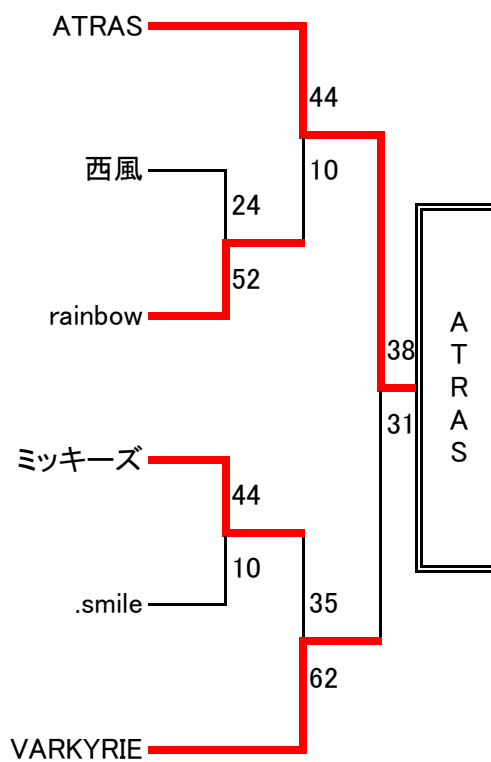 ATRAS
44
西風
10
24
52
rainbow
38
ATRAS
31
ミッキーズ
44
10
35
.smile
62
VARKYRIE